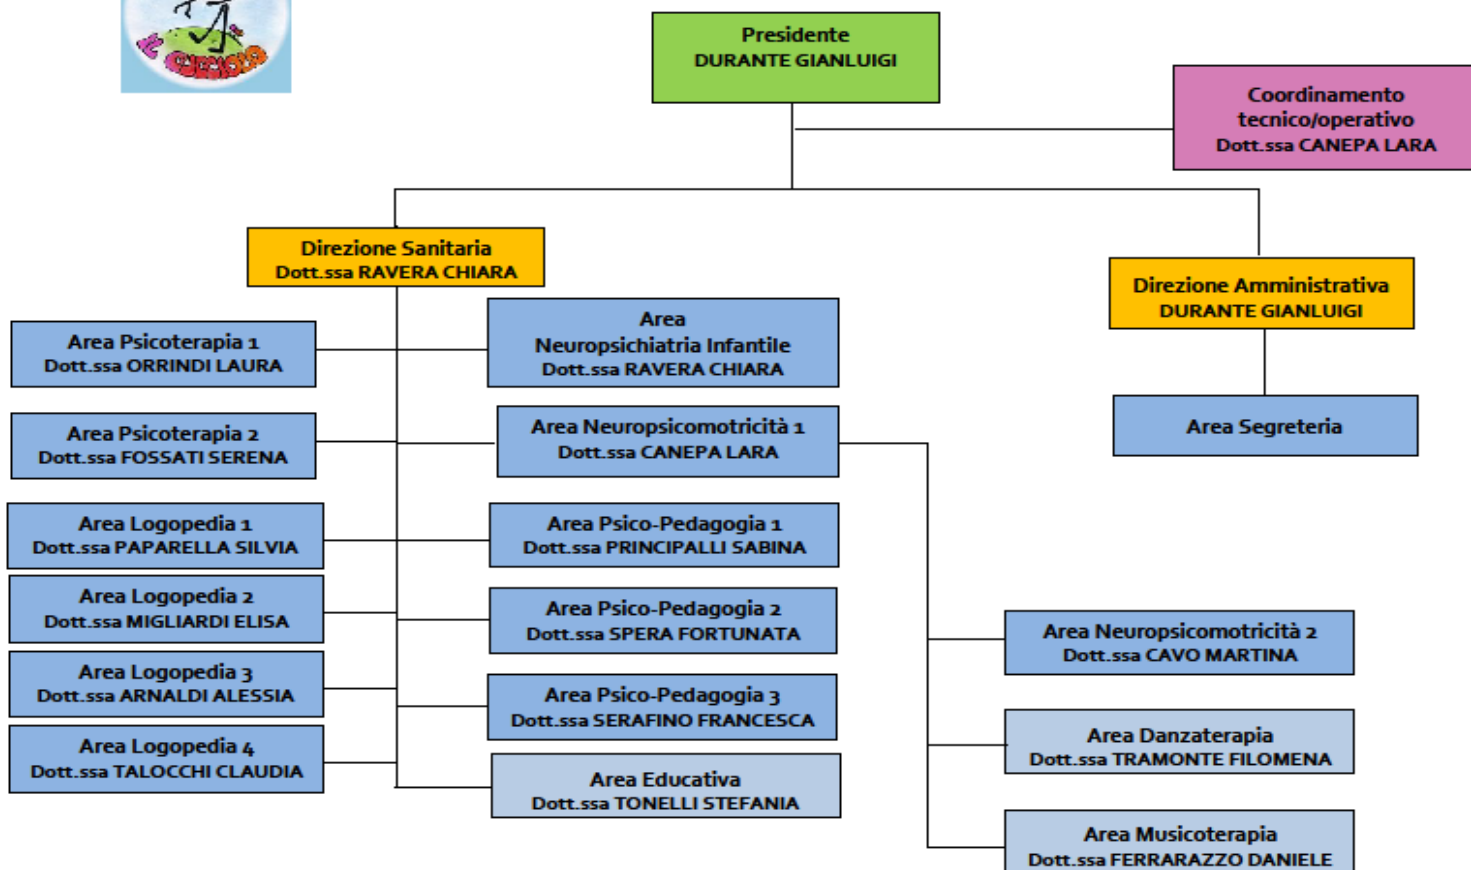 IL CUCCIOLO
Presidente
DURANTE GIANLUIGI
Coordinamento
tecnico/operativo
Dott.ssa CANEPA LARA
Direzione Sanitaria
Dott.ssa RAVERA CHIARA
Direzione Amministrativa
DURANTE GIANLUIGI
Area Psicoterapia 1
Dott.ssa ORRINDI LAURA
Area
Neuropsichiatria Infantile
Dott.ssa RAVERA CHIARA
Area Segreteria
Area Psicoterapia 2
Dott.ssa FOSSATI SERENA
Area Neuropsicomotricità 1
Dott.ssa CANEPA LARA
Area Logopedia 1
Dott.ssa PAPARELLA SILVIA
Area Psico-Pedagogia 1
Dott.ssa PRINCIPALLI SABINA
Area Logopedia 2
Dott.ssa MIGLIARDI ELISA
Area Psico-Pedagogia 2
Dott.ssa SPERA FORTUNATA
Area Neuropsicomotricità 2
Dott.ssa CAVO MARTINA
Area Logopedia 3
Dott.ssa ARNALDI ALESSIA
Area Psico-Pedagogia 3
Dott.ssa SERAFINO FRANCESCA
Area Danzaterapia
Dott.ssa TRAMONTE FILOMENA
Area Logopedia 4
Dott.ssa TALOCCHI CLAUDIA
Area Educativa
Dott.ssa TONELLI STEFANIA
Area Musicoterapia
Dott.ssa FERRARAZZO DANIELE